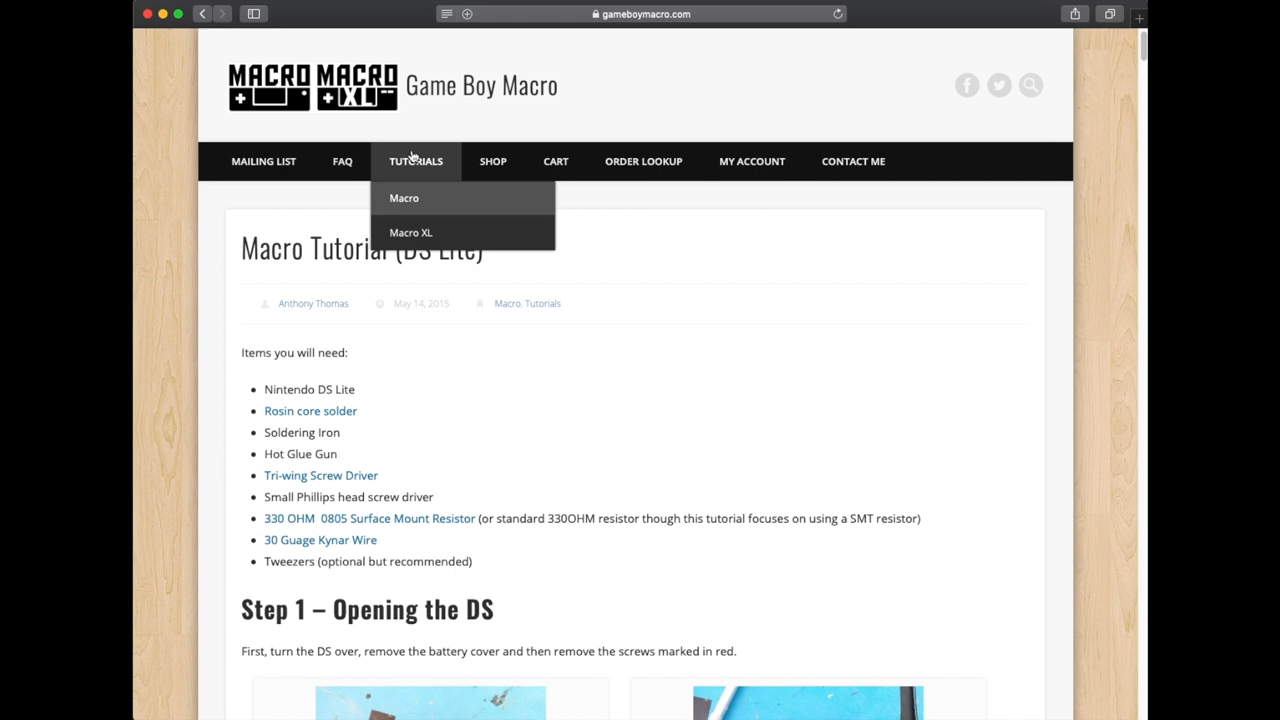 gameboymacro.com
MACRO MACRO XL Game Boy Macro
MAILING LIST FAQ TUTORIALS SHOP CART ORDER LOOKUP MY ACCOUNT CONTACT ME
Macro
Macro XL
Macro Tutorial (DS Lite)
Anthony Thomas May 14, 2015 Macro, Tutorials
Items you will need:
Nintendo DS Lite
Rosin core solder
Soldering Iron
Hot Glue Gun
Tri-wing Screw Driver
Small Phillips head screw driver
330 OHM 0805 Surface Mount Resistor (or standard 330OHM resistor though this tutorial focuses on using a SMT resistor)
30 Guage Kynar Wire
Tweezers (optional but recommended)
Step 1 – Opening the DS
First, turn the DS over, remove the battery cover and then remove the screws marked in red.